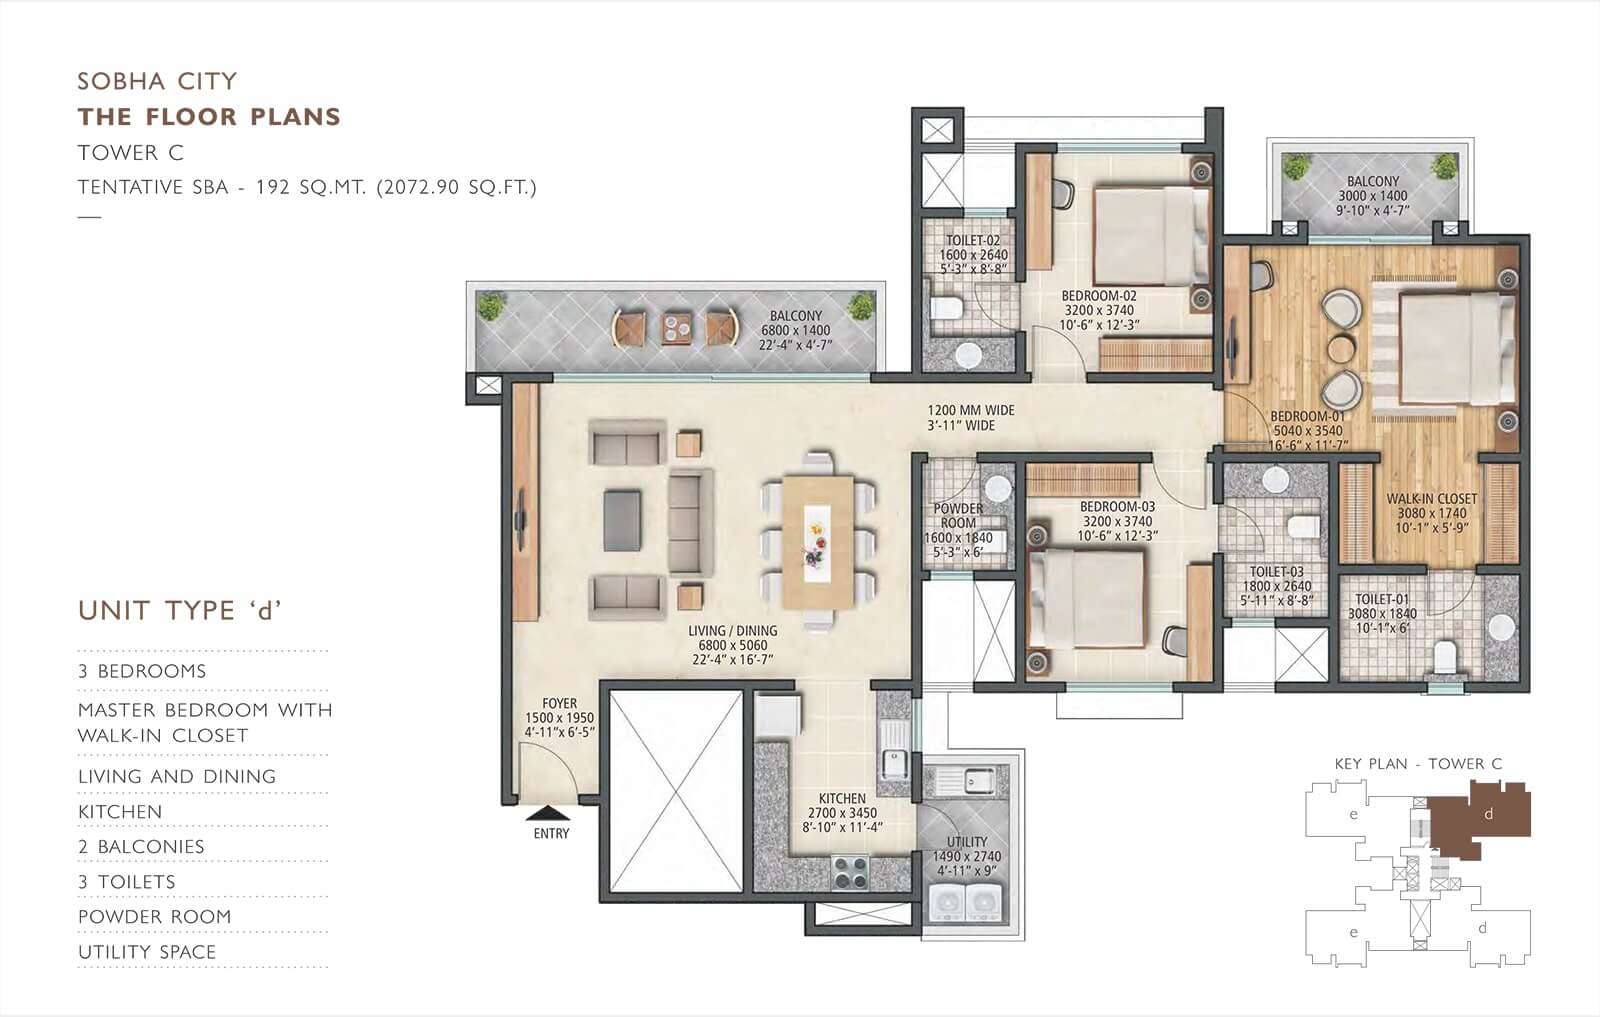 SOBHA CITY
THE FLOOR PLANS
TOWER C
TENTATIVE SBA - 192 SQ.MT. (2072.90 SQ.FT.)
BALCONY
3000 x 1400
9'-10" x 4'-7"
TOILET-02
1600 x 2640
5'-3" x 8'-8"
BEDROOM-02
3200 x 3740
10'-6" x 12'-3"
BALCONY
6800 x 1400
22'-4" x 4'-7"
1200 MM WIDE
3'-11" WIDE
BEDROOM-01
5040 x 3540
16'-6" x 11'-7"
POWDER
ROOM
1600 x 1840
5'-3" x 6'
BEDROOM-03
3200 x 3740
10'-6" x 12'-3"
WALK-IN CLOSET
3080 x 1740
10'-1" x 5'-9"
TOILET-03
1800 x 2640
5'-11" x 8'-8"
TOILET-01
3080 x 1840
10'-1"x 6'
LIVING / DINING
6800 x 5060
22'-4" x 16'-7"
FOYER
1500 x 1950
4'-11"x 6'-5"
KITCHEN
2700 x 3450
8'-10" x 11'-4"
UTILITY
1490 x 2740
4'-11" x 9"
ENTRY
UNIT TYPE ‘d’
3 BEDROOMS
MASTER BEDROOM WITH
WALK-IN CLOSET
LIVING AND DINING
KITCHEN
2 BALCONIES
3 TOILETS
POWDER ROOM
UTILITY SPACE
KEY PLAN - TOWER C
e
d
e
d